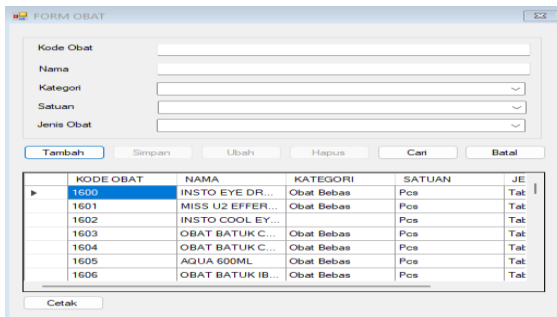 FORM OBAT
Kode Obat
Nama
Kategori
Satuan
Jenis Obat
Tambah Simpan Ubah Hapus Cari Batal
KODE OBAT NAMA KATEGORI SATUAN JE
1600 INSTO EYE DR... Obat Bebas Pcs Tab
1601 MISS U2 EFFER... Obat Bebas Pcs Tab
1602 INSTO COOL EY... Pcs Tab
1603 OBAT BATUK C... Obat Bebas Pcs Tab
1604 OBAT BATUK C... Obat Bebas Pcs Tab
1605 AQUA 600ML Obat Bebas Pcs Tab
1606 OBAT BATUK IB... Obat Bebas Pcs Tab
Cetak